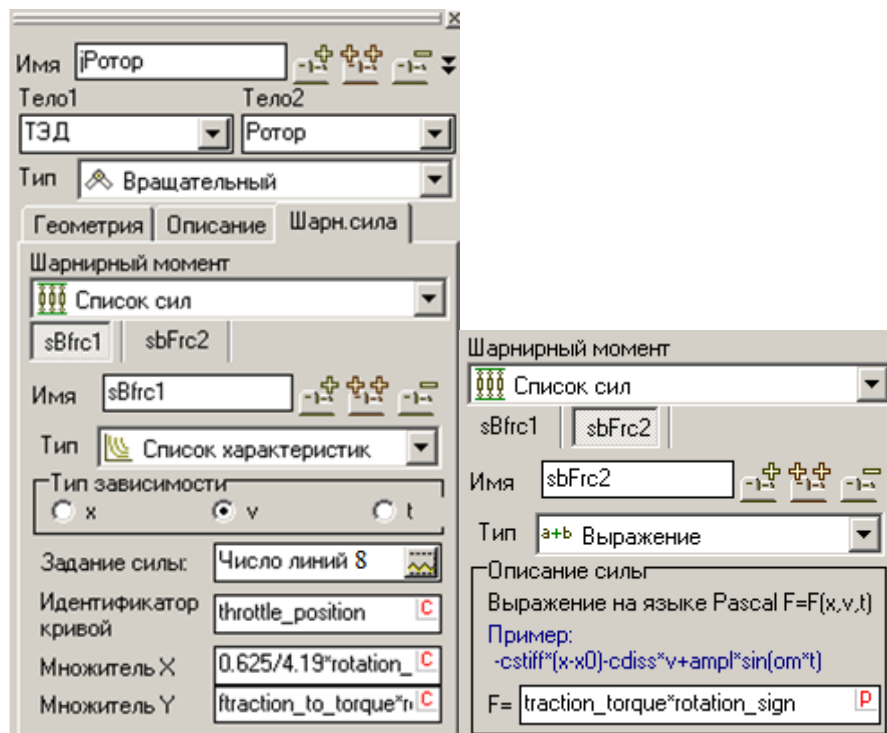 Имя jРотор
Тело1 Тело2
ТЭД Ротор
Тип Вращательный
Геометрия Описание Шарн.сила
Шарнирный момент
Список сил
sBfrc1 sbFrc2
Имя sBfrc1
Тип Список характеристик
Тип зависимости
x v t
Задание силы: Число линий 8
Идентификатор
кривой
throttle_position C
Множитель X 0.625/4.19*rotation_ C
Множитель Y ftraction_to_torque*r C
Шарнирный момент
Список сил
sBfrc1 sbFrc2
Имя sbFrc2
Тип a+b Выражение
Описание силы
Выражение на языке Pascal F=F(x,v,t)
Пример:
-cstiff*(x-x0)-cdiss*v+ampl*sin(om*t)
F= traction_torque*rotation_sign P